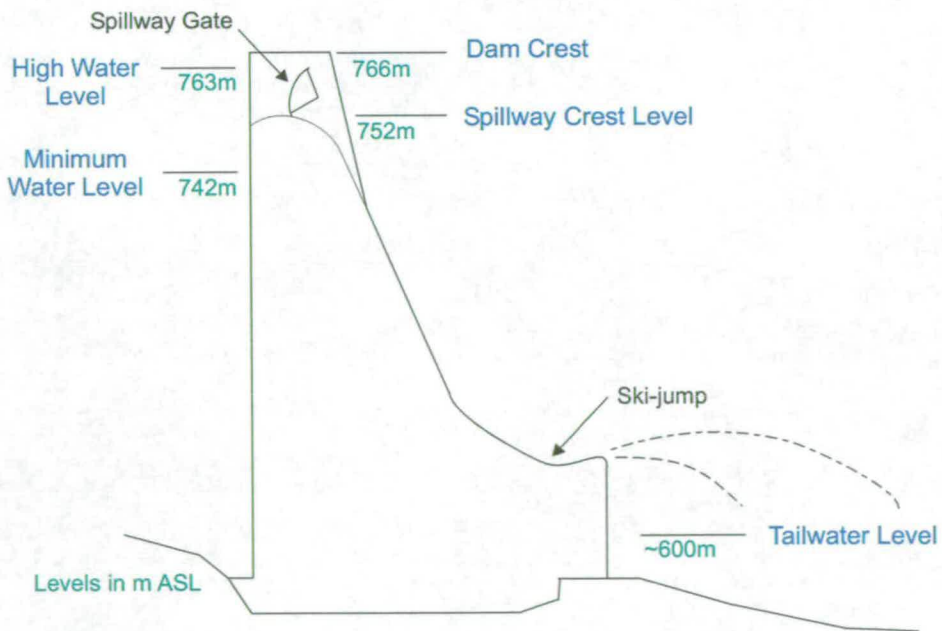 Spillway Gate
High Water
Level
763m
766m
Dam Crest
752m
Spillway Crest Level
Minimum
Water Level
742m
Ski-jump
~600m
Tailwater Level
Levels in m ASL